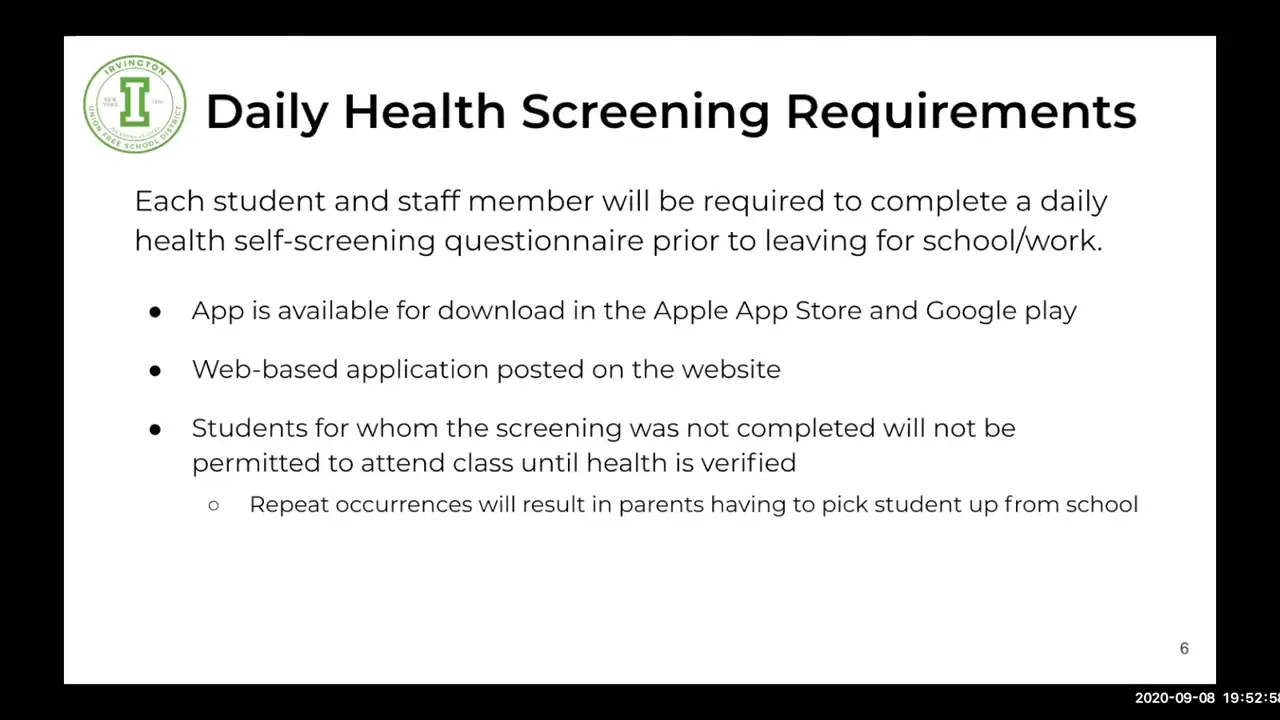 IRVINGTON
NEW YORK
UNION FREE SCHOOL DISTRICT
Daily Health Screening Requirements
Each student and staff member will be required to complete a daily
health self-screening questionnaire prior to leaving for school/work.
● App is available for download in the Apple App Store and Google play
● Web-based application posted on the website
● Students for whom the screening was not completed will not be
permitted to attend class until health is verified
○ Repeat occurrences will result in parents having to pick student up from school
6
2020-09-08 19:52:58